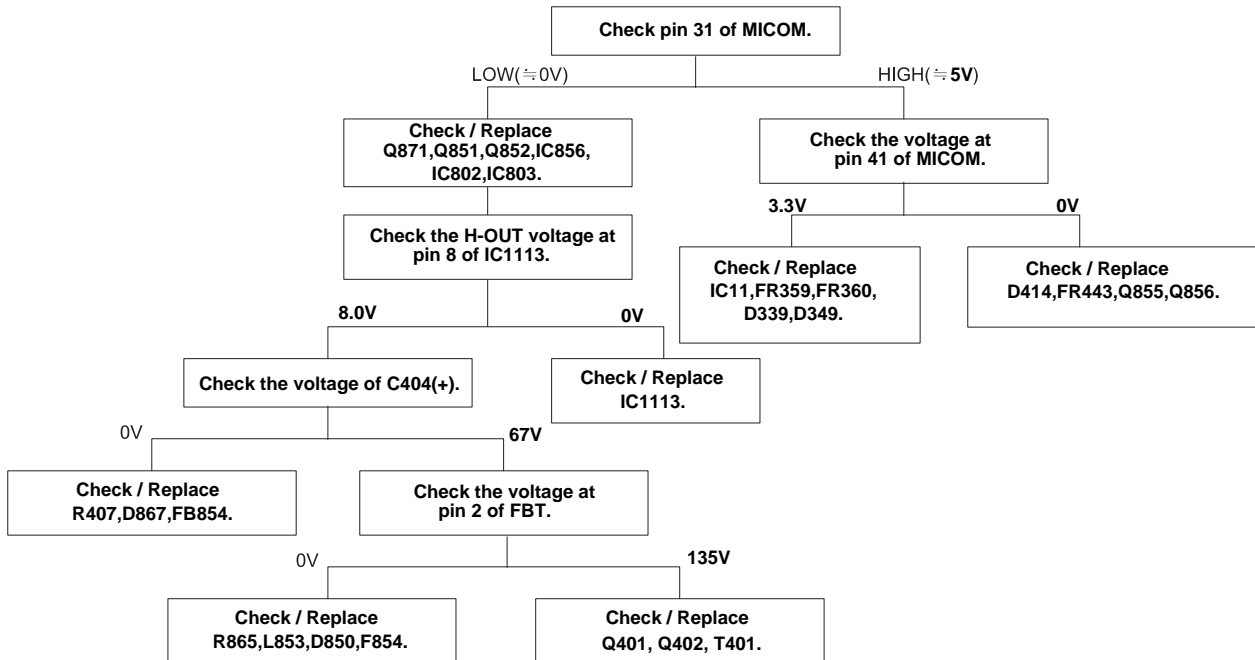 Check pin 31 of MICOM.
LOW(≒0V)
HIGH(≒5V)
Check / Replace
Q871,Q851,Q852,IC856,
IC802,IC803.
Check the voltage at
pin 41 of MICOM.
3.3V
0V
Check the H-OUT voltage at
pin 8 of IC1113.
Check / Replace
IC11,FR359,FR360,
D339,D349.
Check / Replace
D414,FR443,Q855,Q856.
8.0V
0V
Check the voltage of C404(+).
Check / Replace
IC1113.
0V
67V
Check / Replace
R407,D867,FB854.
Check the voltage at
pin 2 of FBT.
0V
135V
Check / Replace
R865,L853,D850,F854.
Check / Replace
Q401, Q402, T401.